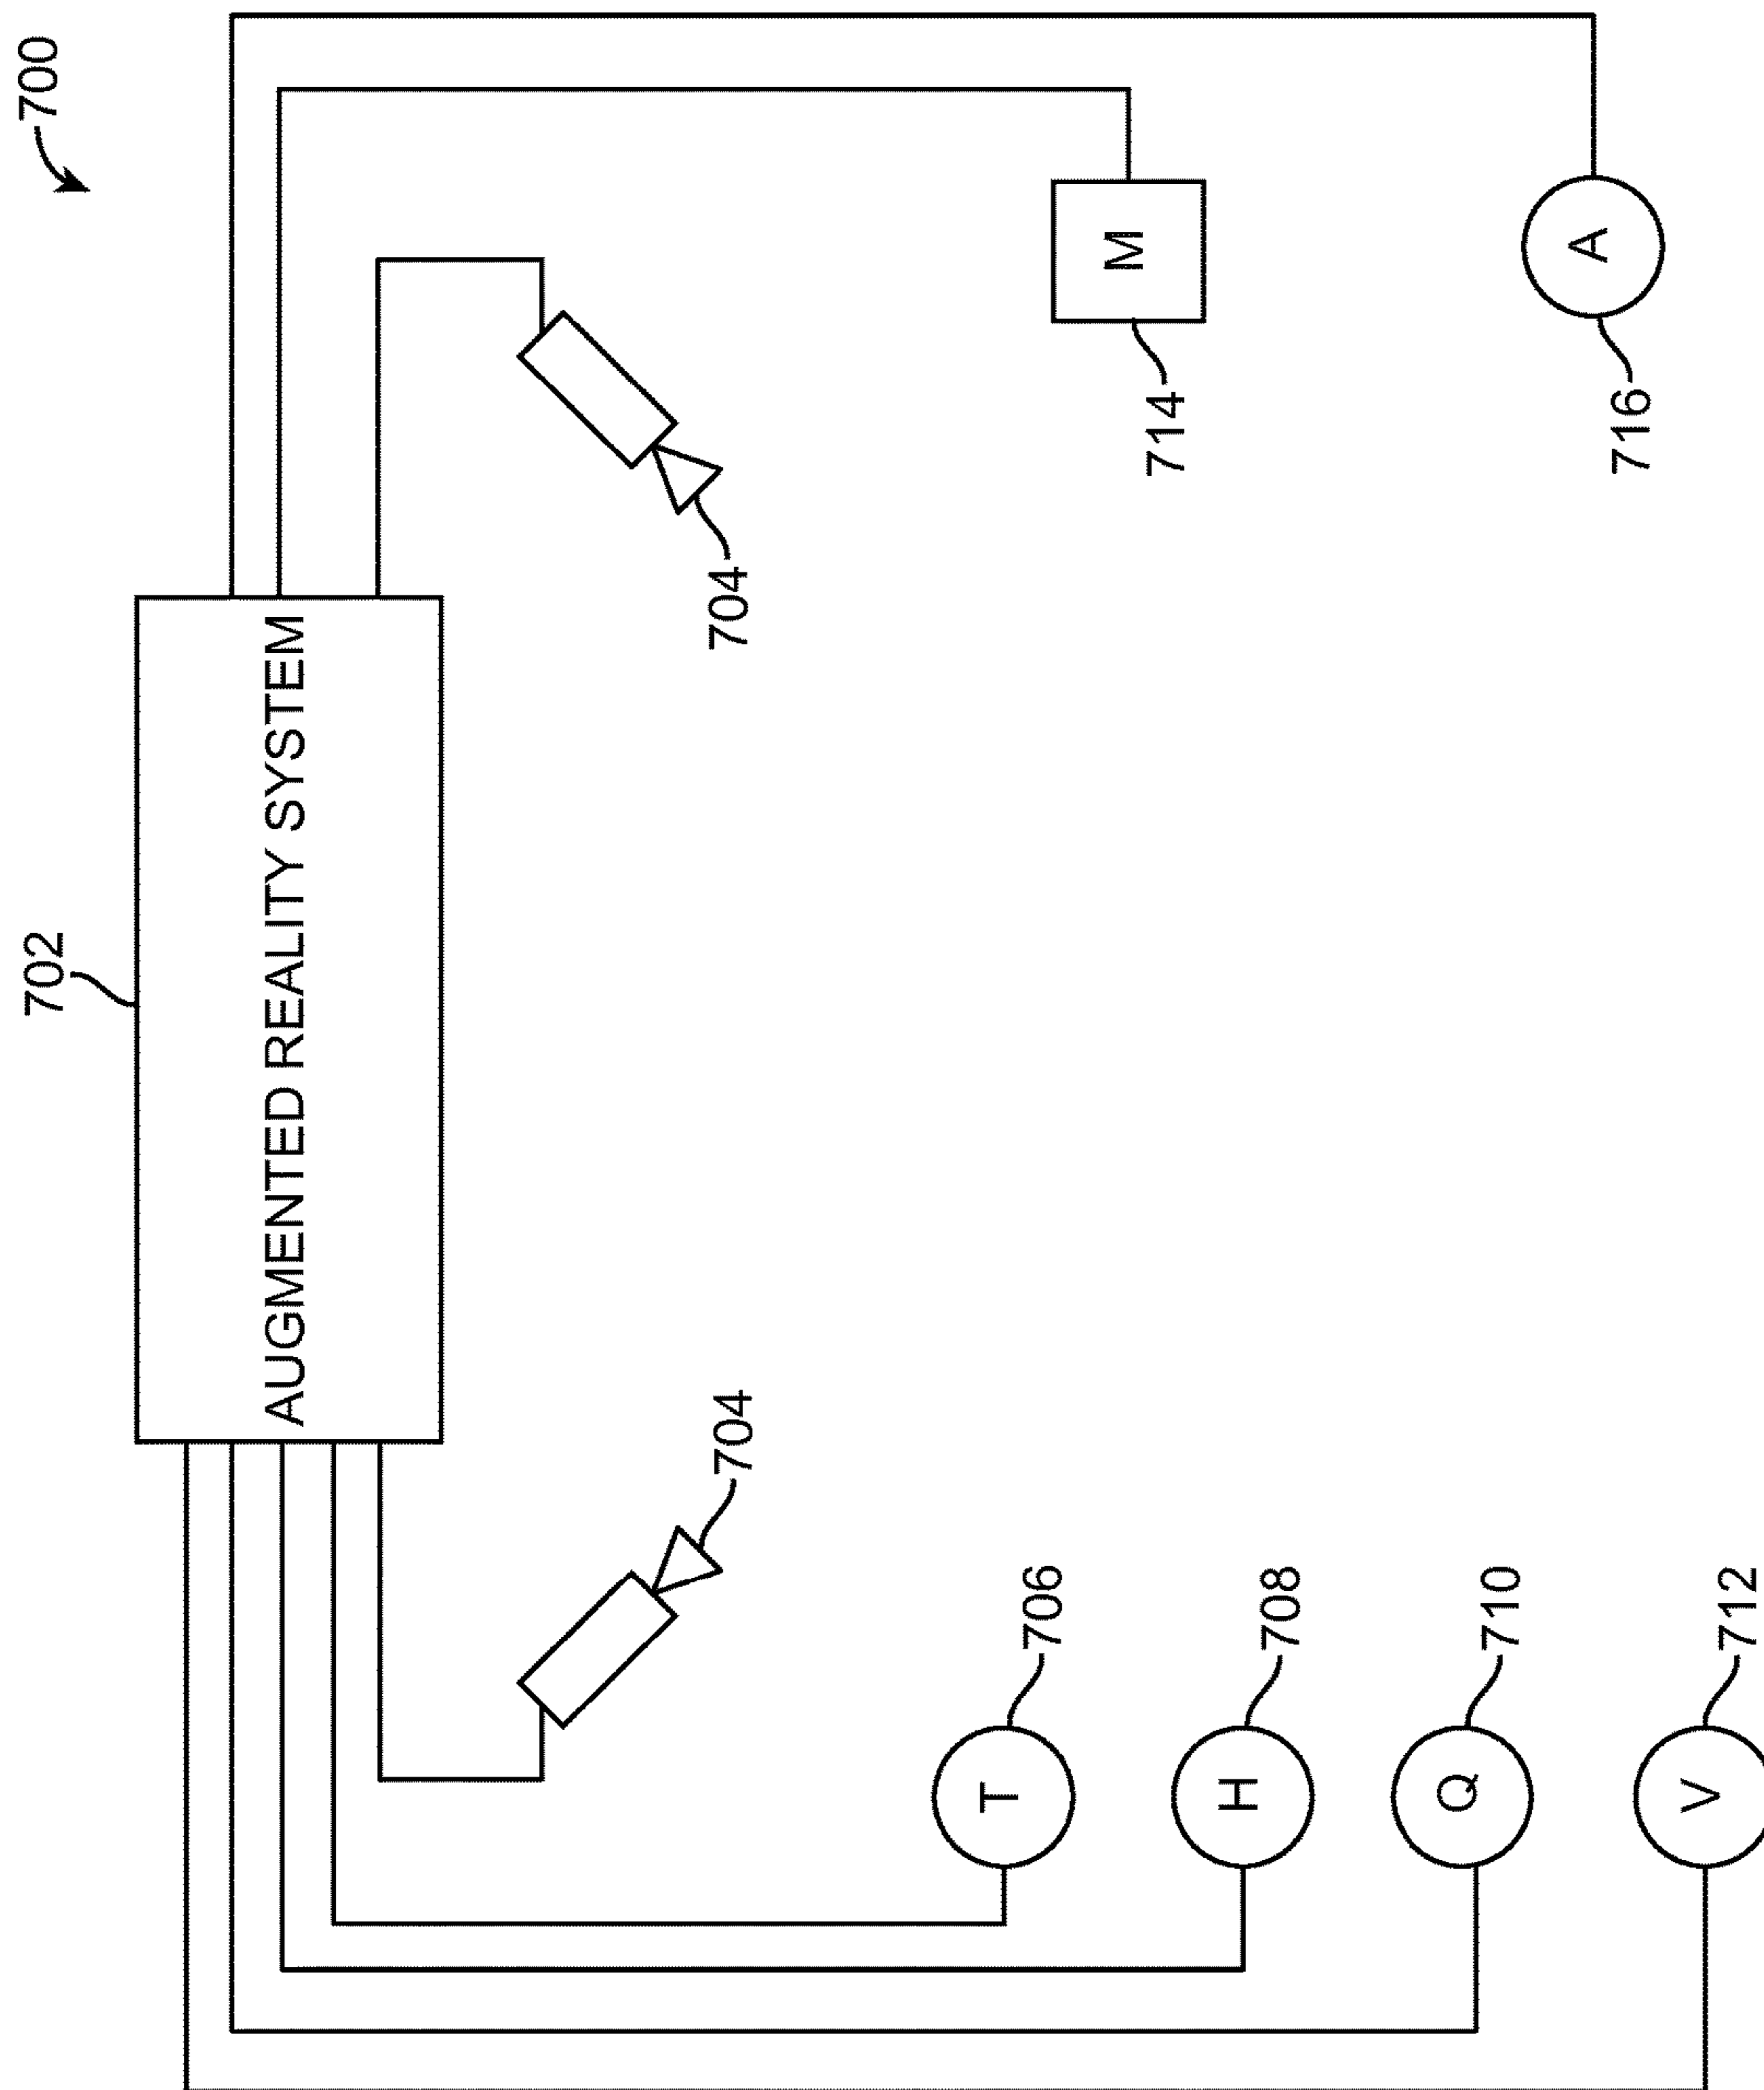 700
702
AUGMENTED REALITY SYSTEM
704
704
T
706
H
708
M
714
Q
710
V
712
A
716